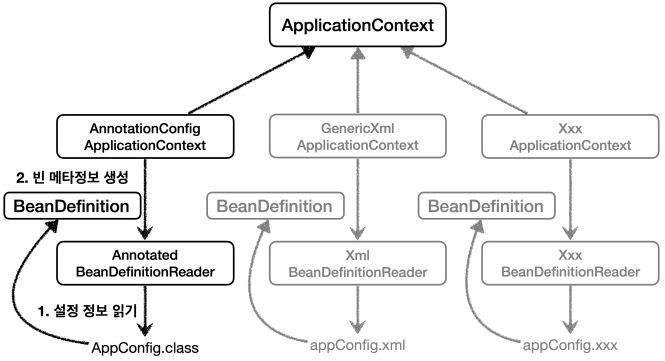 ApplicationContext
AnnotationConfig
ApplicationContext
GenericXml
ApplicationContext
Xxx
ApplicationContext
2. 빈 메타정보 생성
BeanDefinition
BeanDefinition
BeanDefinition
Annotated
BeanDefinitionReader
Xml
BeanDefinitionReader
Xxx
BeanDefinitionReader
1. 설정 정보 읽기
AppConfig.class
appConfig.xml
appConfig.xxx